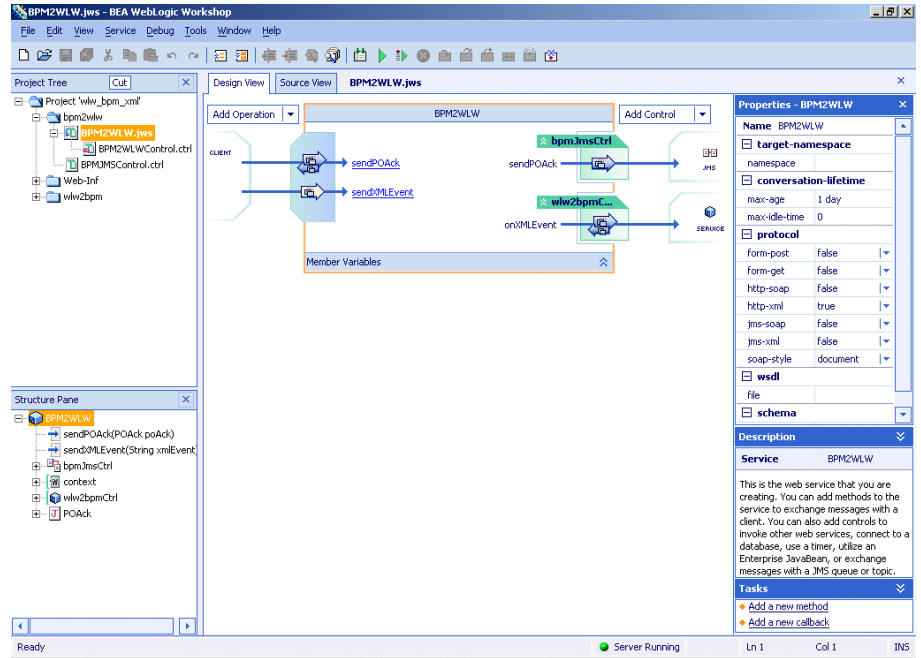 BPM2WLW.jws - BEA WebLogic Workshop
File Edit View Service Debug Tools Window Help
Project Tree Cut
Project 'wlw_bpm_xml'
bpm2wlw
BPM2WLW.jws
BPM2WLWControl.ctrl
BPMJMSControl.ctrl
Web-Inf
wlw2bpm
Structure Pane
BPM2WLW
sendPOAck(POAck poAck)
sendXMLEvent(String xmlEvent)
bpmJmsCtrl
context
wlw2bpmCtrl
POAck
Design View Source View BPM2WLW.jws
Add Operation BPM2WLW Add Control
CLIENT
sendPOAck
sendXMLEvent
bpmJmsCtrl
sendPOAck
JMS
wlw2bpmC...
onXMLEvent
SERVICE
Member Variables
Properties - BPM2WLW
Name BPM2WLW
target-namespace
namespace
conversation-lifetime
max-age 1 day
max-idle-time 0
protocol
form-post false
form-get false
http-soap false
http-xml true
jms-soap false
jms-xml false
soap-style document
wsdl
file
schema
Description
Service BPM2WLW
This is the web service that you are
creating. You can add methods to the
service to exchange messages with a
client. You can also add controls to
invoke other web services, connect to a
database, use a timer, utilize an
Enterprise JavaBean, or exchange
messages with a JMS queue or topic.
Tasks
Add a new method
Add a new callback
Ready Server Running Ln 1 Col 1 INS